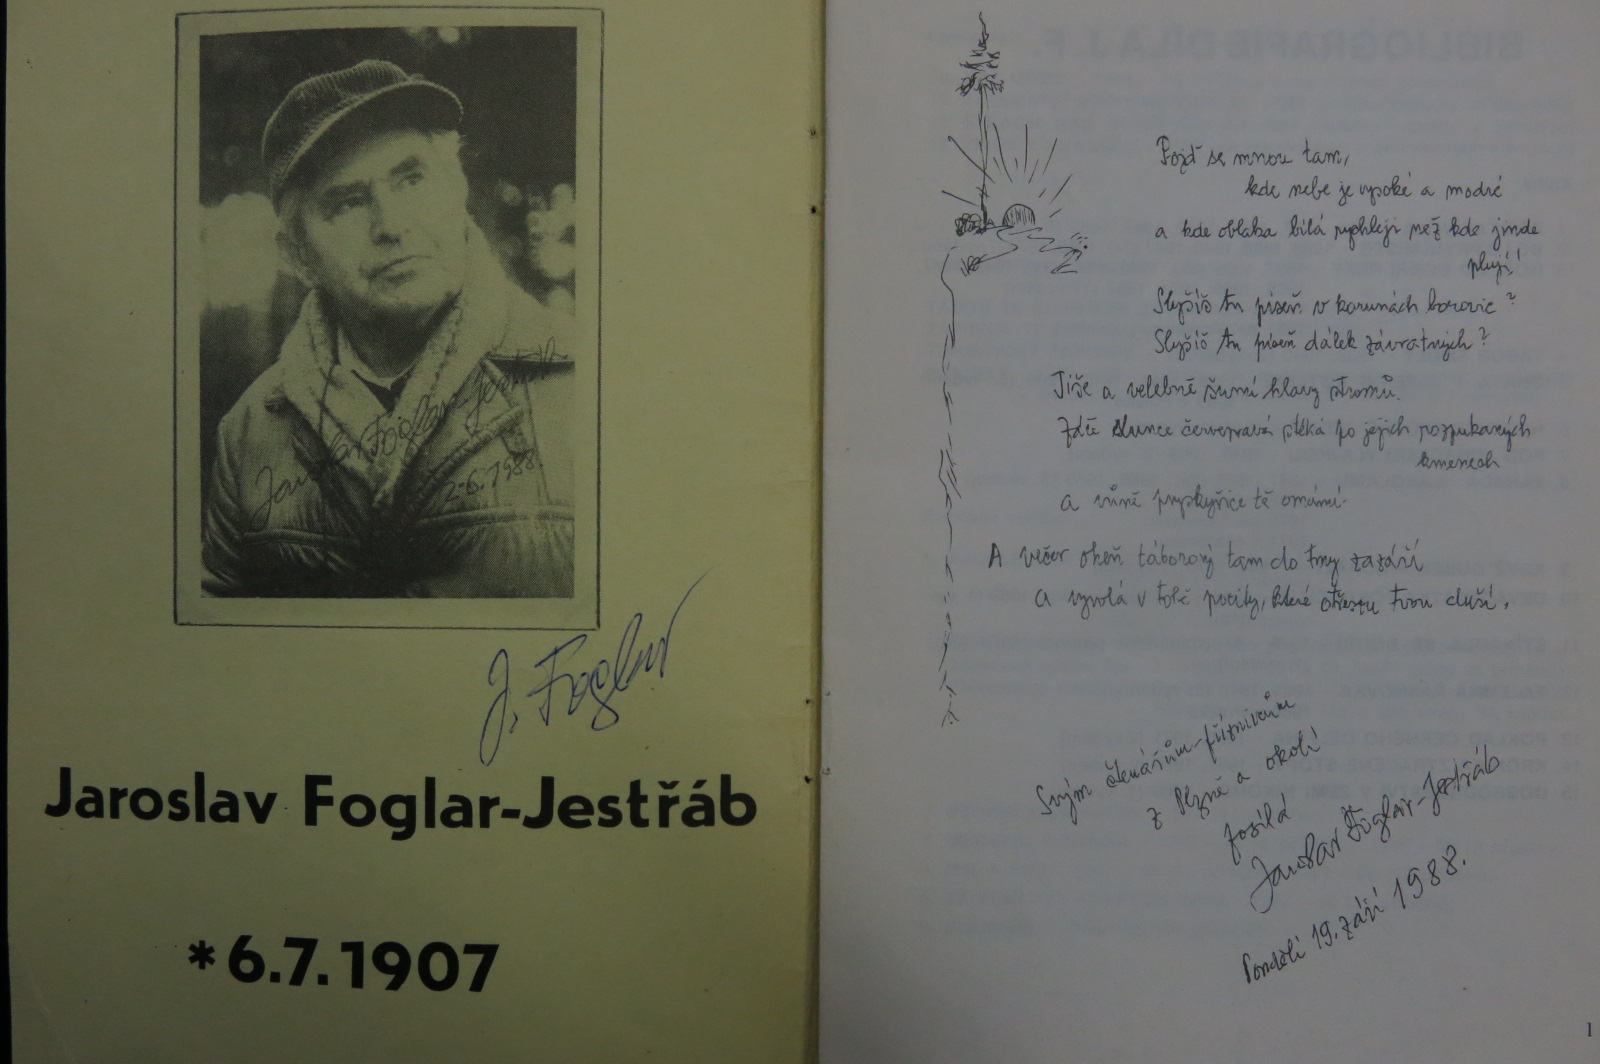 Jaroslav Foglar-Jestřáb
2.6.1988
J. Foglar
Jaroslav Foglar-Jestřáb
*6.7.1907
BIBLIOGRAFIE DÍLA J. F.
Pojď se mnou tam,
kde nebe je vysoké a modré
a kde oblaka bílá rychleji než kde jinde
plují!
Slyšíš tu píseň v korunách borovic?
Slyšíš tu píseň dálek závratných?
Tiše a velebně šumí hlavy stromů.
Zář slunce červenavá stéká po jejich rozpukaných
kmenech
a vůně pryskyřice tě omámí.
A večer oheň táborový tam do tmy zazáří
a vyvolá v tobě pocity, které otřesou tvou duší.
Svým čtenářům-příznivcům
z Plzně a okolí
posílá
Jaroslav Foglar-Jestřáb
Pondělí 19. září 1988.
1